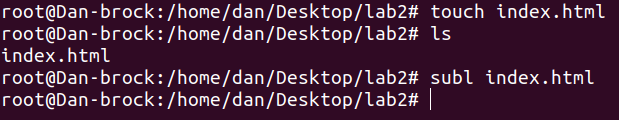 root@Dan-brock:/home/dan/Desktop/lab2# touch index.html
root@Dan-brock:/home/dan/Desktop/lab2# ls
index.html
root@Dan-brock:/home/dan/Desktop/lab2# subl index.html
root@Dan-brock:/home/dan/Desktop/lab2#